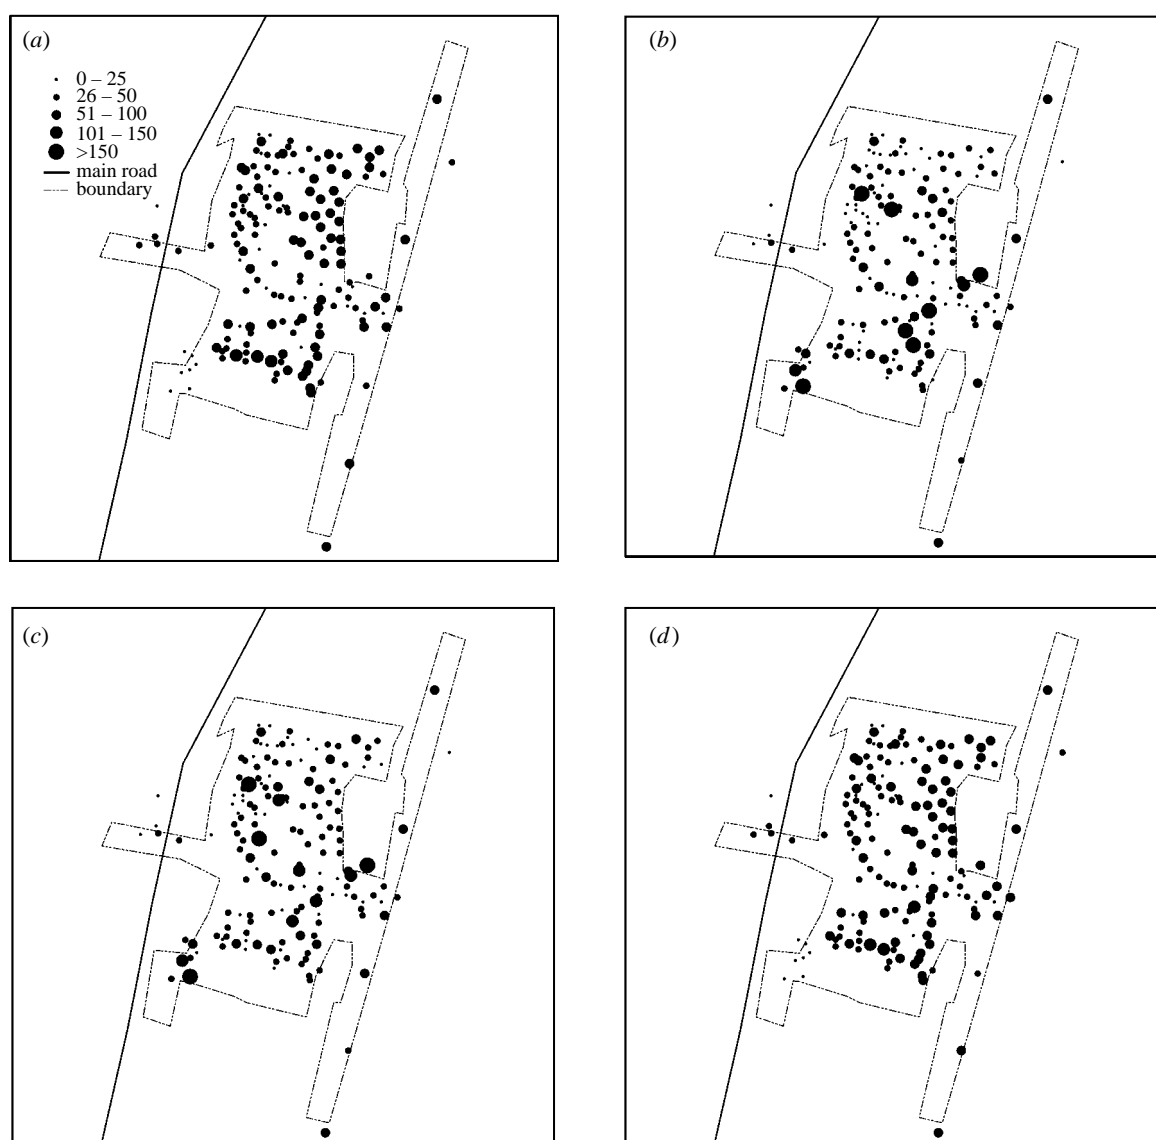 (a)
0 – 25
26 – 50
51 – 100
101 – 150
>150
main road
boundary
(b)
(c)
(d)